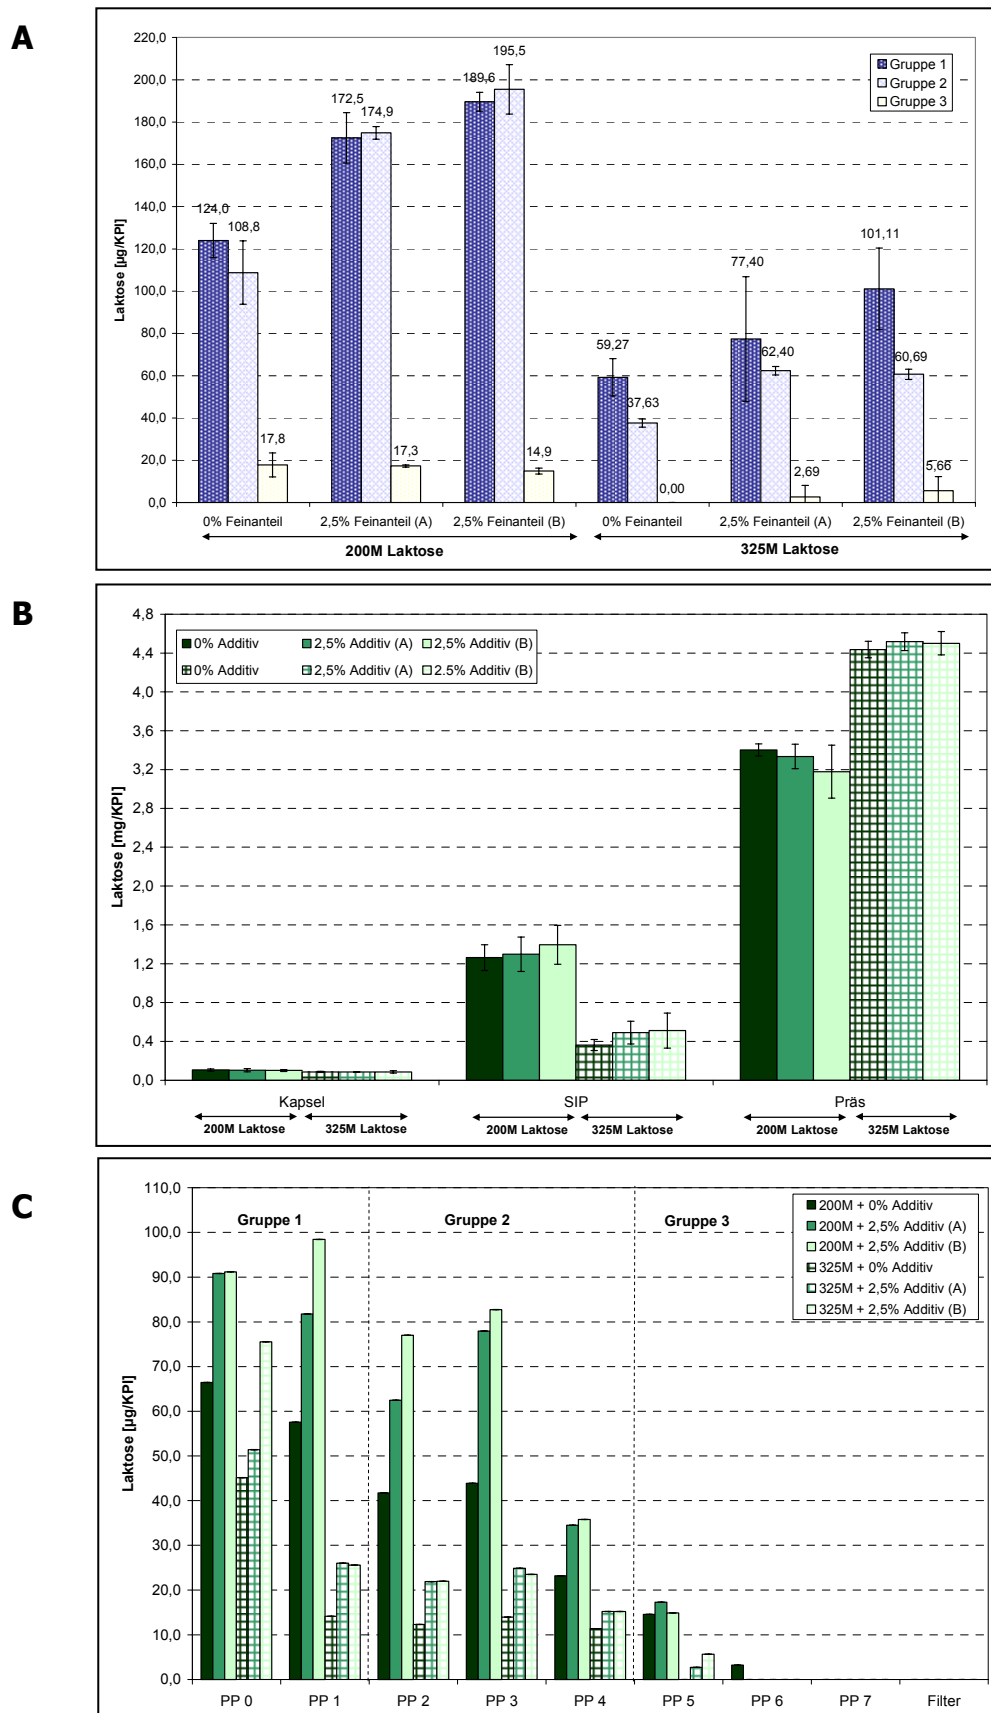 A
220,0
200,0
180,0
160,0
140,0
120,0
100,0
80,0
60,0
40,0
20,0
0,0
Laktose [µg/KPI]
Gruppe 1
Gruppe 2
Gruppe 3
124,0
108,8
17,8
172,5
174,9
17,3
189,6
195,5
14,9
59,27
37,63
0,00
77,40
62,40
2,69
101,11
60,69
5,66
0% Feinanteil 2,5% Feinanteil (A) 2,5% Feinanteil (B) 0% Feinanteil 2,5% Feinanteil (A) 2,5% Feinanteil (B)
200M Laktose 325M Laktose
B
4,8
4,4
4,0
3,6
3,2
2,8
2,4
2,0
1,6
1,2
0,8
0,4
0,0
Laktose [mg/KPI]
0% Additiv 2,5% Additiv (A) 2,5% Additiv (B)
0% Additiv 2,5% Additiv (A) 2.5% Additiv (B)
Kapsel SIP Präs
200M Laktose 325M Laktose 200M Laktose 325M Laktose 200M Laktose 325M Laktose
C
110,0
100,0
90,0
80,0
70,0
60,0
50,0
40,0
30,0
20,0
10,0
0,0
Laktose [µg/KPI]
Gruppe 1 Gruppe 2 Gruppe 3
200M + 0% Additiv
200M + 2,5% Additiv (A)
200M + 2,5% Additiv (B)
325M + 0% Additiv
325M + 2,5% Additiv (A)
325M + 2,5% Additiv (B)
PP 0 PP 1 PP 2 PP 3 PP 4 PP 5 PP 6 PP 7 Filter